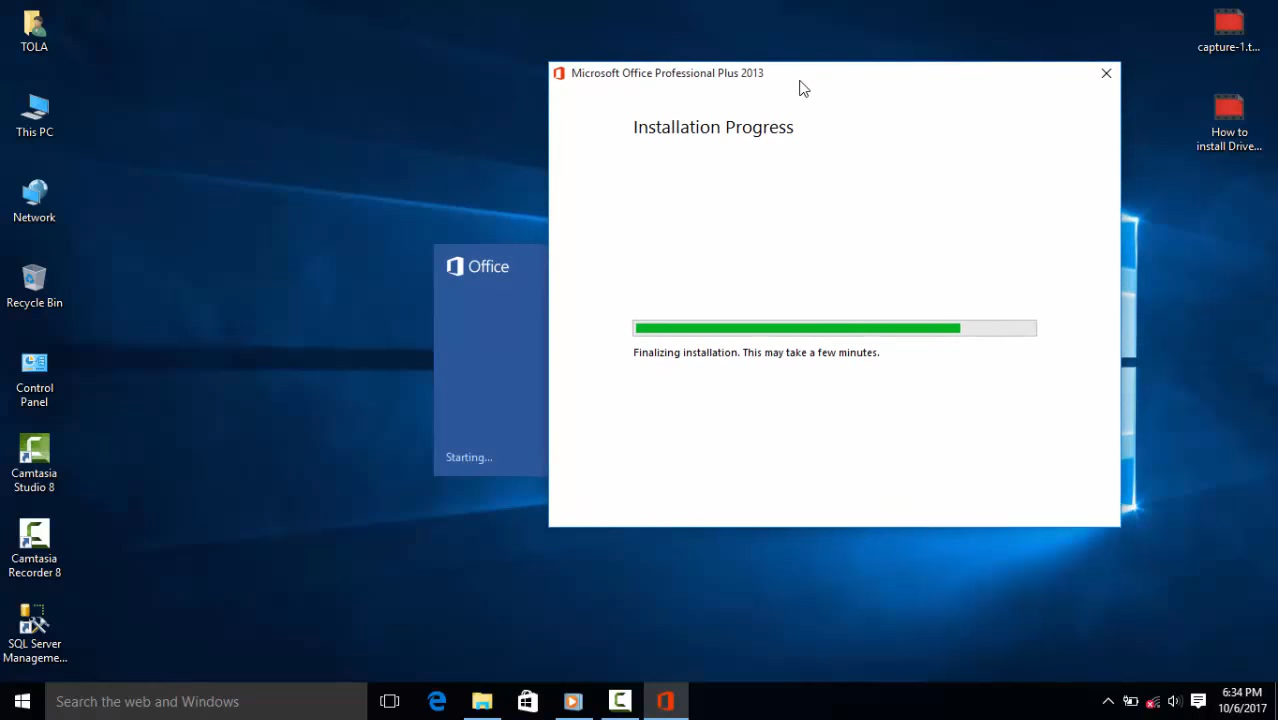 TOLA
This PC
Network
Recycle Bin
Control
Panel
Camtasia
Studio 8
Camtasia
Recorder 8
SQL Server
Manageme...
Office
Starting...
Microsoft Office Professional Plus 2013
Installation Progress
Finalizing installation. This may take a few minutes.
capture-1.t...
How to
install Drive...
Search the web and Windows
6:34 PM
10/6/2017